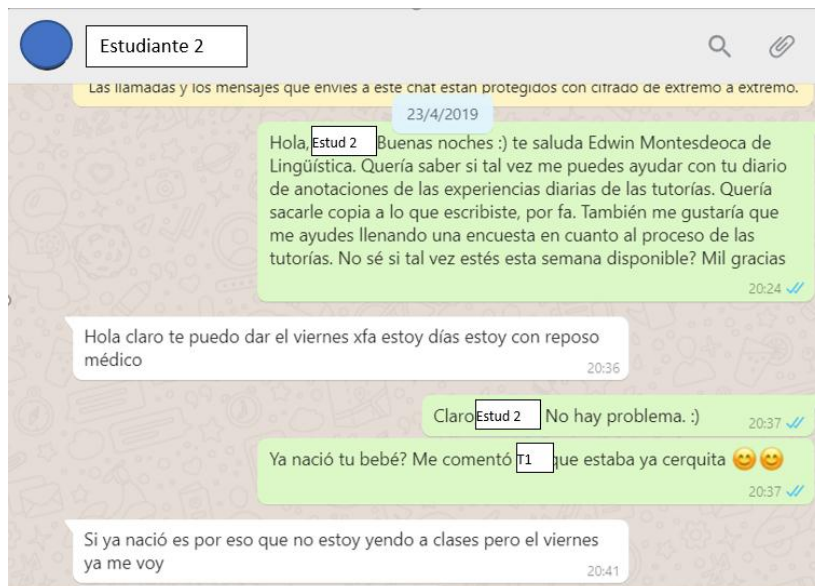 Estudiante 2
Las llamadas y los mensajes que envíes a este chat están protegidos con cifrado de extremo a extremo.
23/4/2019
Hola, Estud 2 Buenas noches :) te saluda Edwin Montesdeoca de
Lingüística. Quería saber si tal vez me puedes ayudar con tu diario
de anotaciones de las experiencias diarias de las tutorías. Quería
sacarle copia a lo que escribiste, por fa. También me gustaría que
me ayudes llenando una encuesta en cuanto al proceso de las
tutorías. No sé si tal vez estés esta semana disponible? Mil gracias
20:24
Hola claro te puedo dar el viernes xfa estoy días estoy con reposo
médico
20:36
Claro Estud 2 No hay problema. :)
20:37
Ya nació tu bebé? Me comentó T1 que estaba ya cerquita 😊😊
20:37
Si ya nació es por eso que no estoy yendo a clases pero el viernes
ya me voy
20:41